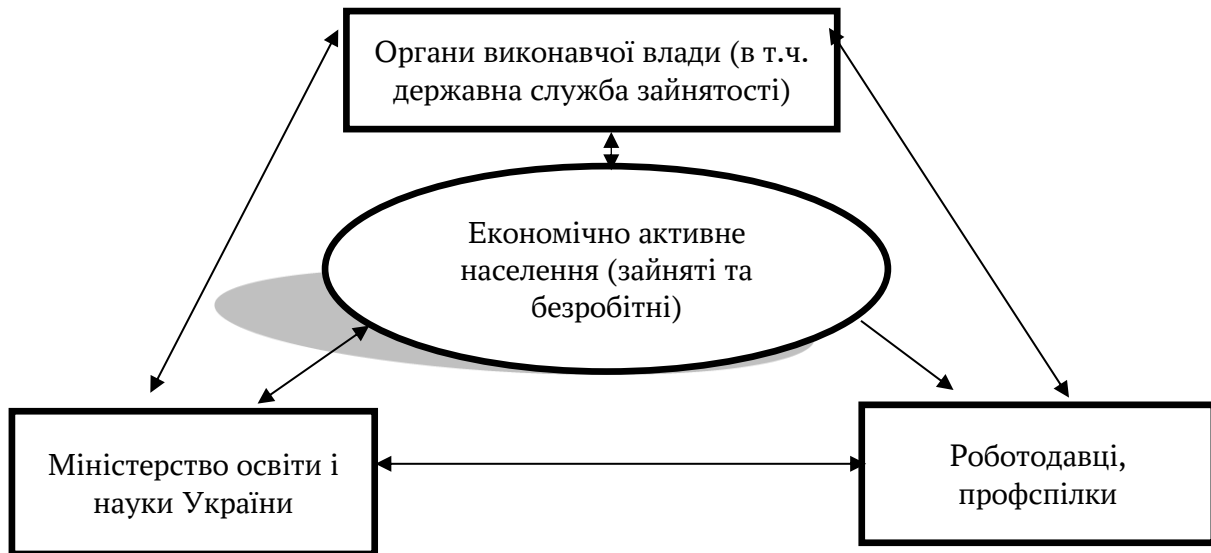 Органи виконавчої влади (в т.ч.
державна служба зайнятості)
Економічно активне
населення (зайняті та
безробітні)
Міністерство освіти і
науки України
Роботодавці,
профспілки